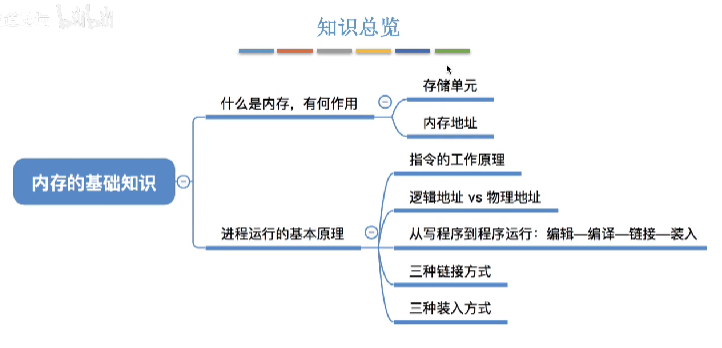 知识总览
什么是内存，有何作用
存储单元
内存地址
内存的基础知识
进程运行的基本原理
指令的工作原理
逻辑地址 vs 物理地址
从写程序到程序运行：编辑—编译—链接—装入
三种链接方式
三种装入方式